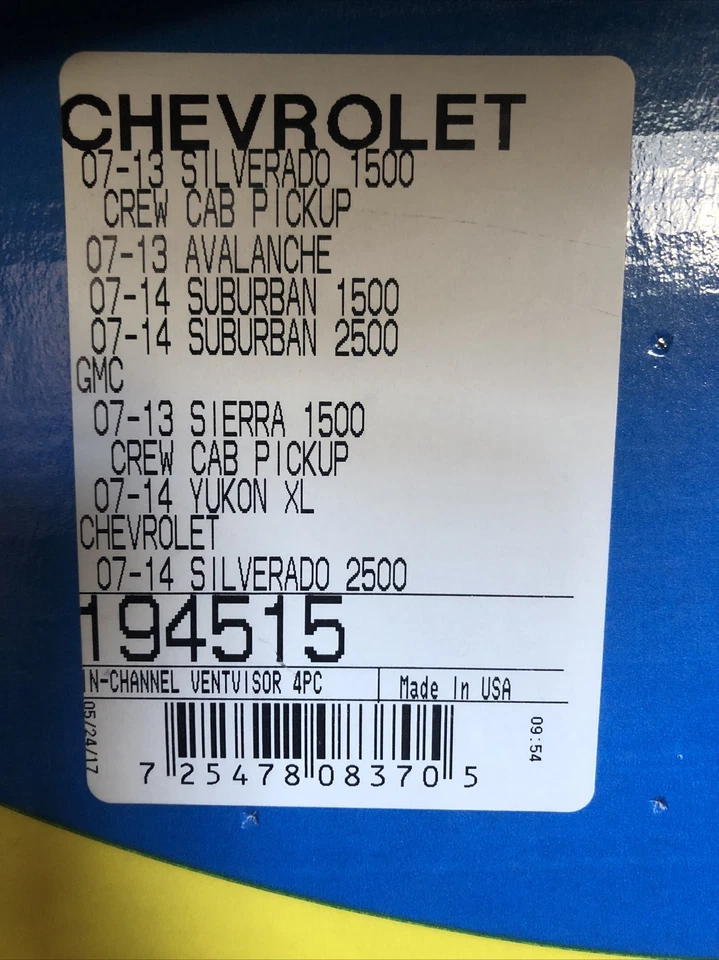 CHEVROLET
07-13 SILVERADO 1500
CREW CAB PICKUP
07-13 AVALANCHE
07-14 SUBURBAN 1500
07-14 SUBURBAN 2500
GMC
07-13 SIERRA 1500
CREW CAB PICKUP
07-14 YUKON XL
CHEVROLET
07-14 SILVERADO 2500
194515
IN-CHANNEL VENTVISOR 4PC
Made In USA
05/24/17
09:54
7 25478 08370 5